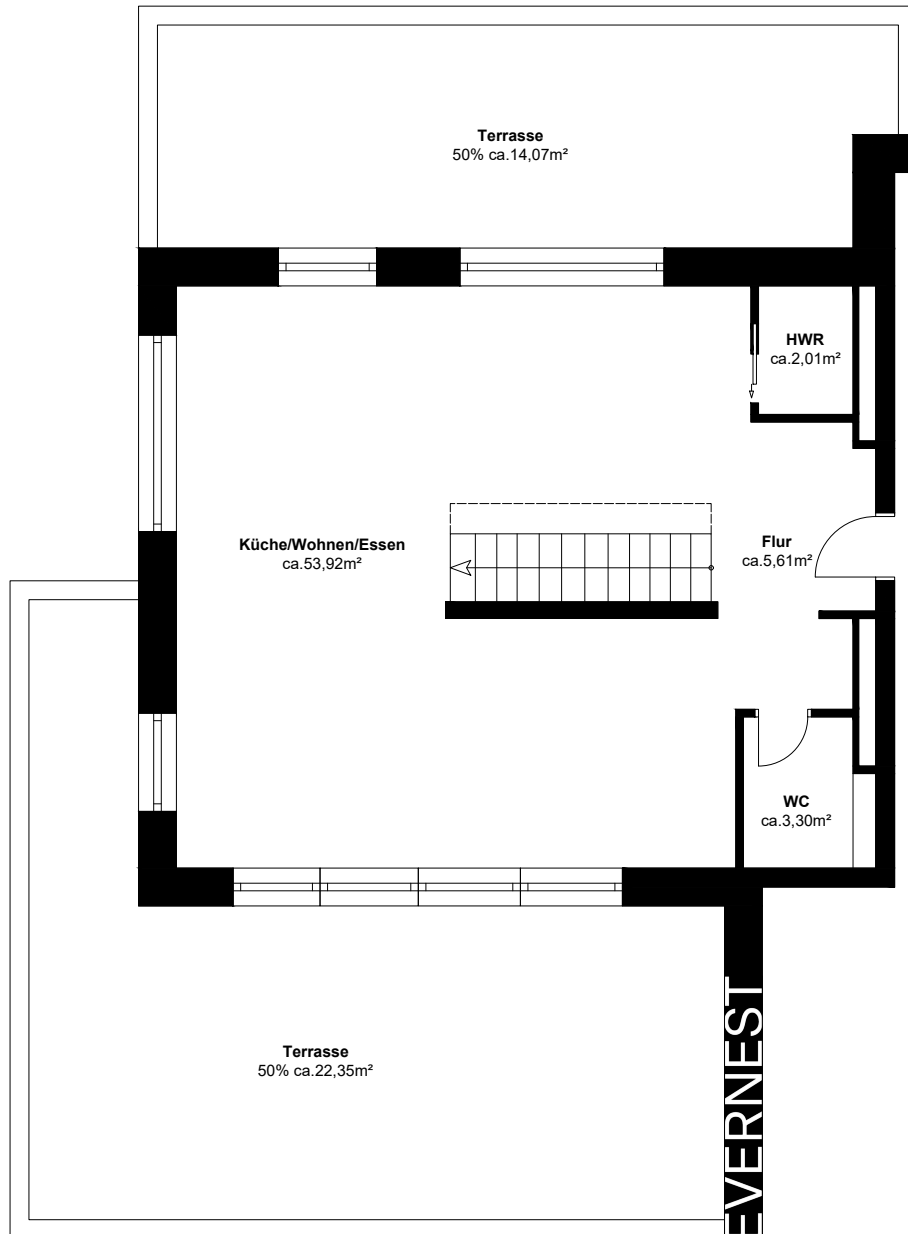 Terrasse
50% ca.14,07m²
HWR
ca.2,01m²
Küche/Wohnen/Essen
ca.53,92m²
Flur
ca.5,61m²
WC
ca.3,30m²
Terrasse
50% ca.22,35m²
EVERNEST